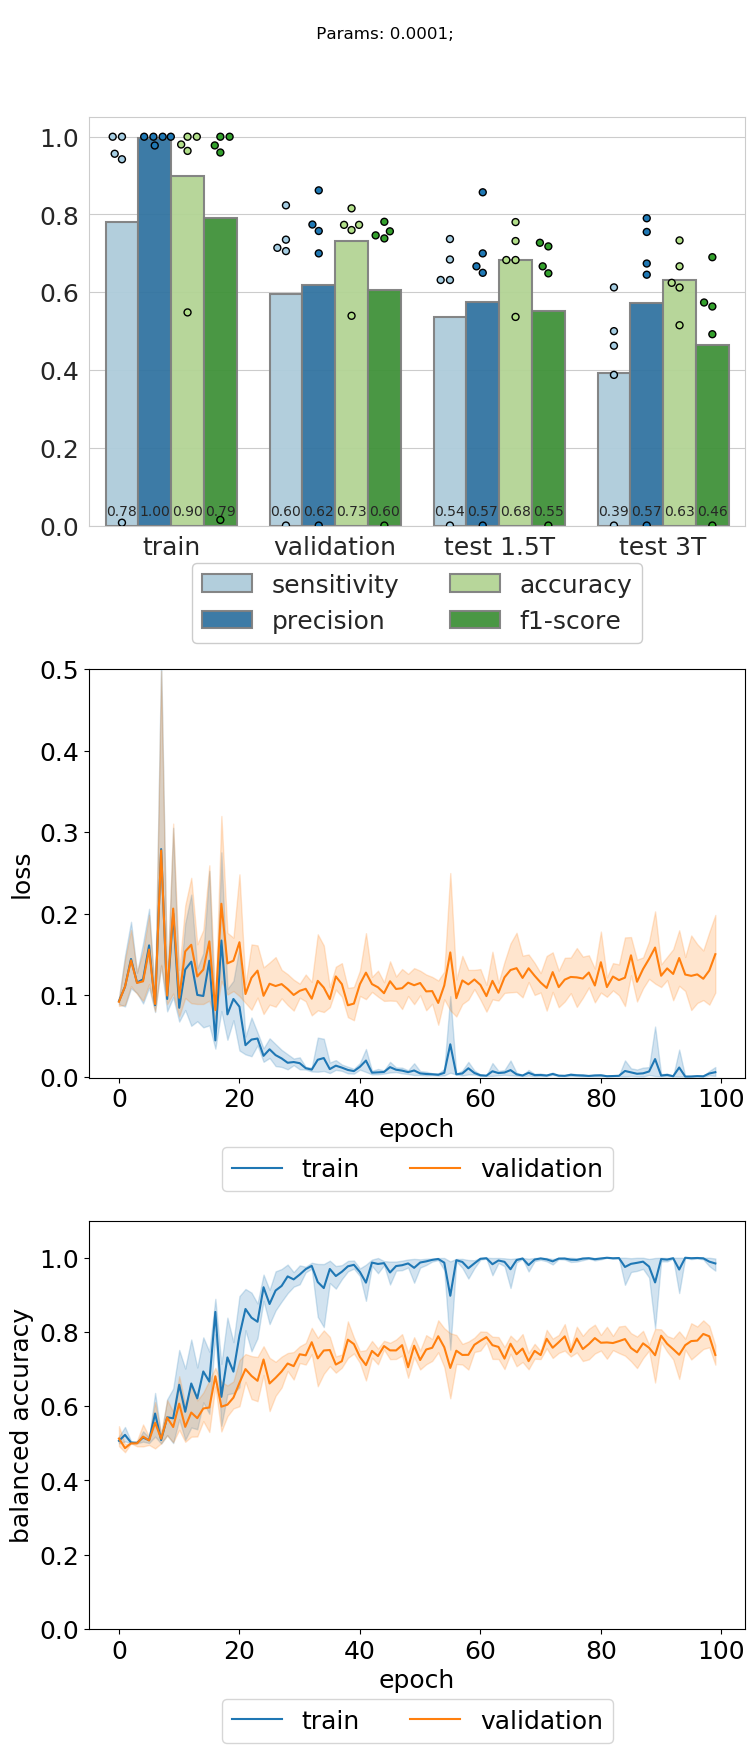 Params: 0.0001;
1.0
0.8
0.6
0.4
0.2
0.0
0.78 1.00 0.90 0.79 0.60 0.62 0.73 0.60 0.54 0.57 0.68 0.55 0.39 0.57 0.63 0.46
train validation test 1.5T test 3T
sensitivity accuracy
precision f1-score
0.5
0.4
0.3
0.2
0.1
0.0
loss
0 20 40 60 80 100
epoch
train validation
1.0
0.8
0.6
0.4
0.2
0.0
balanced accuracy
0 20 40 60 80 100
epoch
train validation